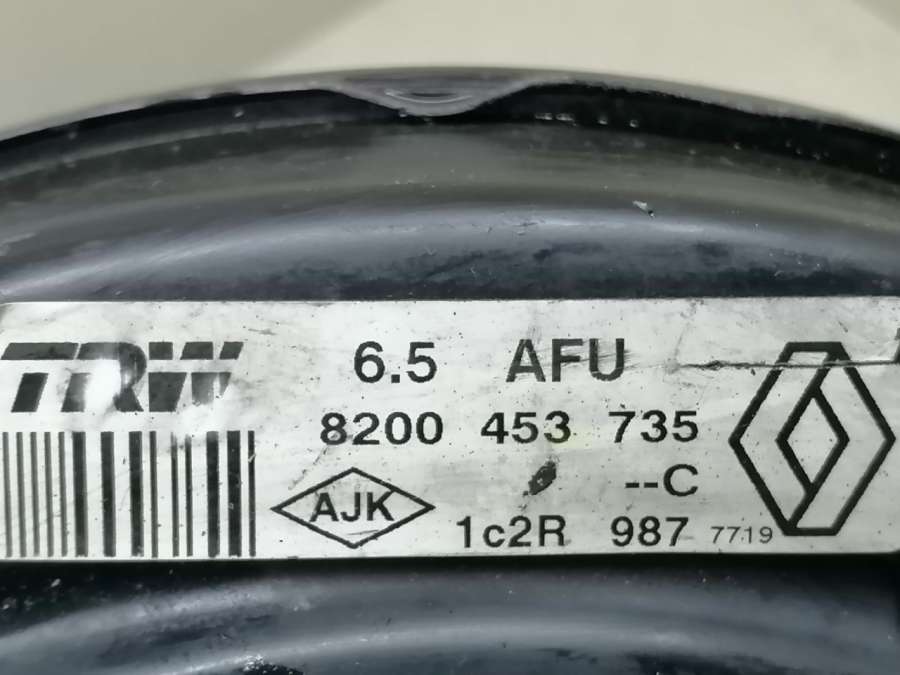 TRW 6.5 AFU
8200 453 735
--C
AJK
1c2R 987 7719